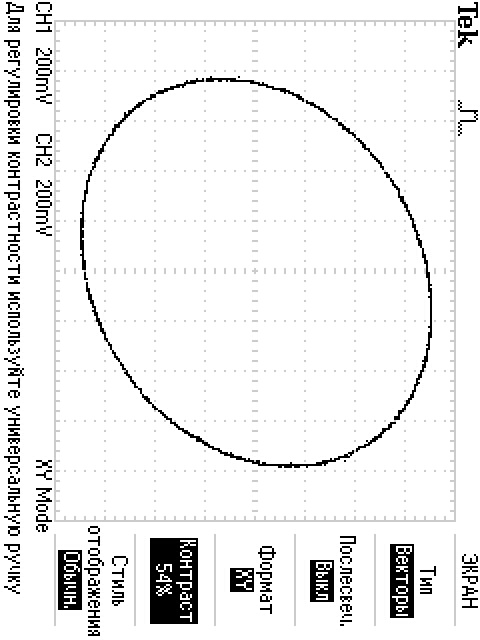 Tek
ЭКРАН
Тип
Векторы
Послесвеч.
Выкл
Формат
XY
Контраст
54%
Стиль
отображения
Обычн.
CH1 200mV CH2 200mV XY Mode
Для регулировки контрастности используйте универсальную ручку